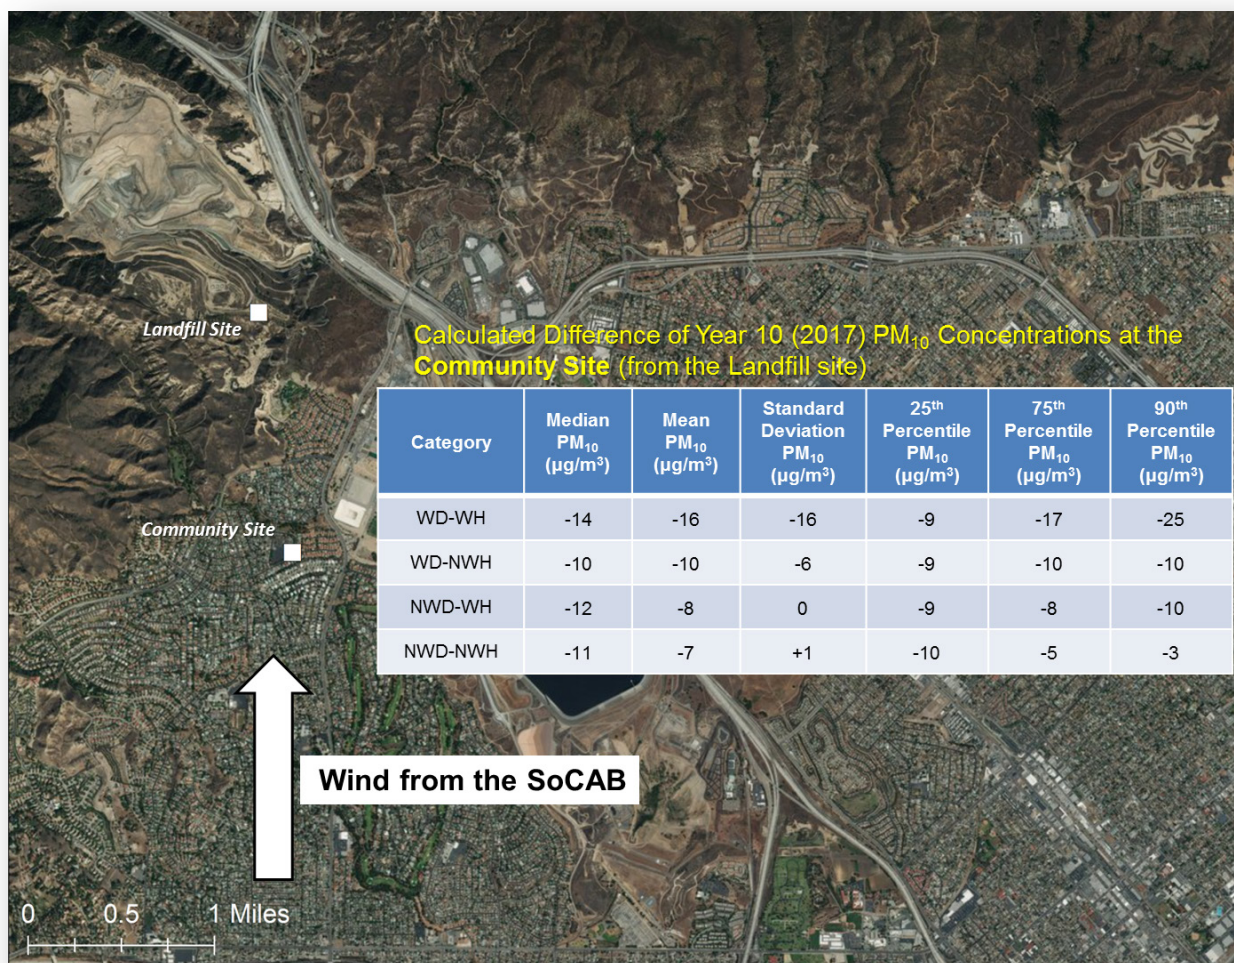 Landfill Site
Calculated Difference of Year 10 (2017) PM₁₀ Concentrations at the
Community Site (from the Landfill site)
Category
Median
PM₁₀
(µg/m³)
Mean
PM₁₀
(µg/m³)
Standard
Deviation
PM₁₀
(µg/m³)
25th
Percentile
PM₁₀
(µg/m³)
75th
Percentile
PM₁₀
(µg/m³)
90th
Percentile
PM₁₀
(µg/m³)
WD-WH -14 -16 -16 -9 -17 -25
WD-NWH -10 -10 -6 -9 -10 -10
NWD-WH -12 -8 0 -9 -8 -10
NWD-NWH -11 -7 +1 -10 -5 -3
Community Site
Wind from the SoCAB
0 0.5 1 Miles